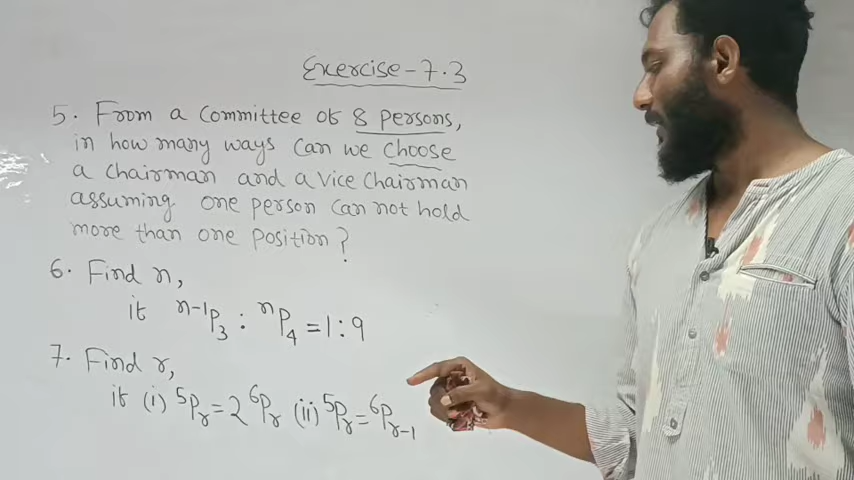 Exercise-7.3
5. From a Committee of 8 persons,
in how many ways can we choose
a chairman and a vice chairman
assuming one person can not hold
more than one position?
6. Find n,
if ⁿ⁻¹P₃ : ⁿP₄ = 1:9
7. Find r,
if (i) ⁵Pᵣ = 2 ⁶Pᵣ (ii) ⁵Pᵣ = ⁶Pᵣ₋₁